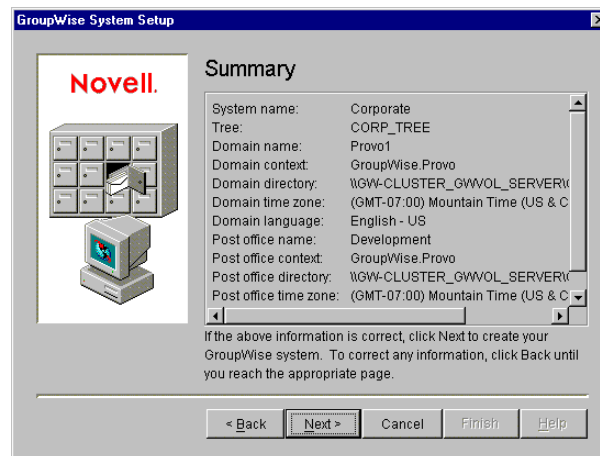 GroupWise System Setup
Novell.
Summary
System name: Corporate
Tree: CORP_TREE
Domain name: Provo1
Domain context: GroupWise.Provo
Domain directory: \\GW-CLUSTER_GWVOL_SERVER\
Domain time zone: (GMT-07:00) Mountain Time (US & C
Domain language: English - US
Post office name: Development
Post office context: GroupWise.Provo
Post office directory: \\GW-CLUSTER_GWVOL_SERVER\
Post office time zone: (GMT-07:00) Mountain Time (US & C
If the above information is correct, click Next to create your
GroupWise system. To correct any information, click Back until
you reach the appropriate page.
< Back Next > Cancel Finish Help